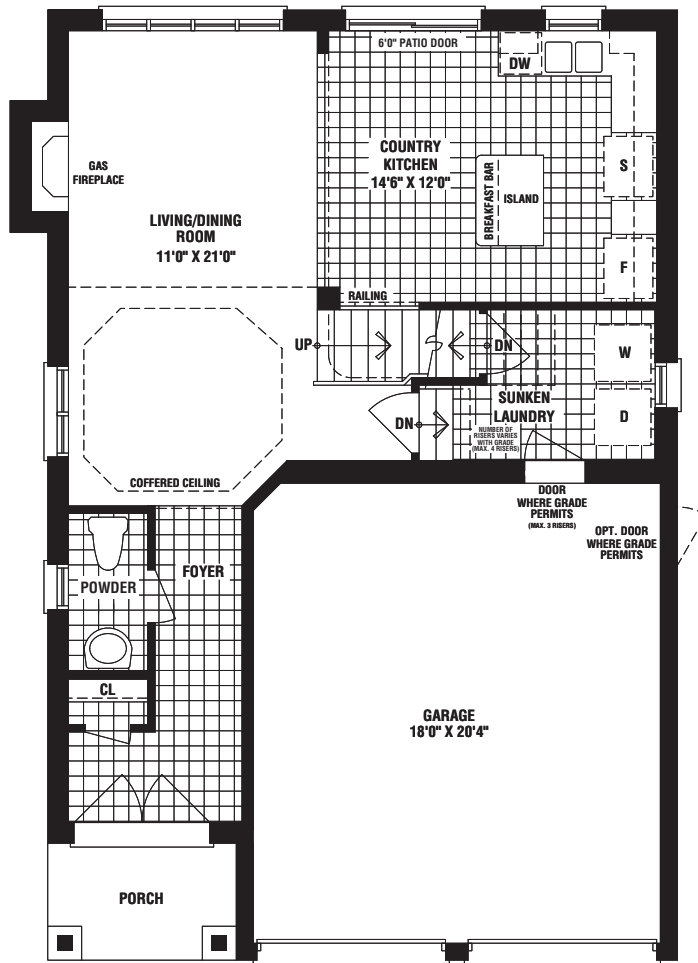 6'0" PATIO DOOR
DW
COUNTRY
KITCHEN
14'6" X 12'0"
GAS
FIREPLACE
S
BREAKFAST BAR
ISLAND
LIVING/DINING
ROOM
11'0" X 21'0"
F
RAILING
UP
DN
W
SUNKEN
LAUNDRY
D
DN
NUMBER OF
RISERS VARIES
WITH GRADE
(MAX. 4 RISERS)
COFFERED CEILING
DOOR
WHERE GRADE
PERMITS
(MAX. 3 RISERS)
OPT. DOOR
WHERE GRADE
PERMITS
FOYER
POWDER
CL
GARAGE
18'0" X 20'4"
PORCH